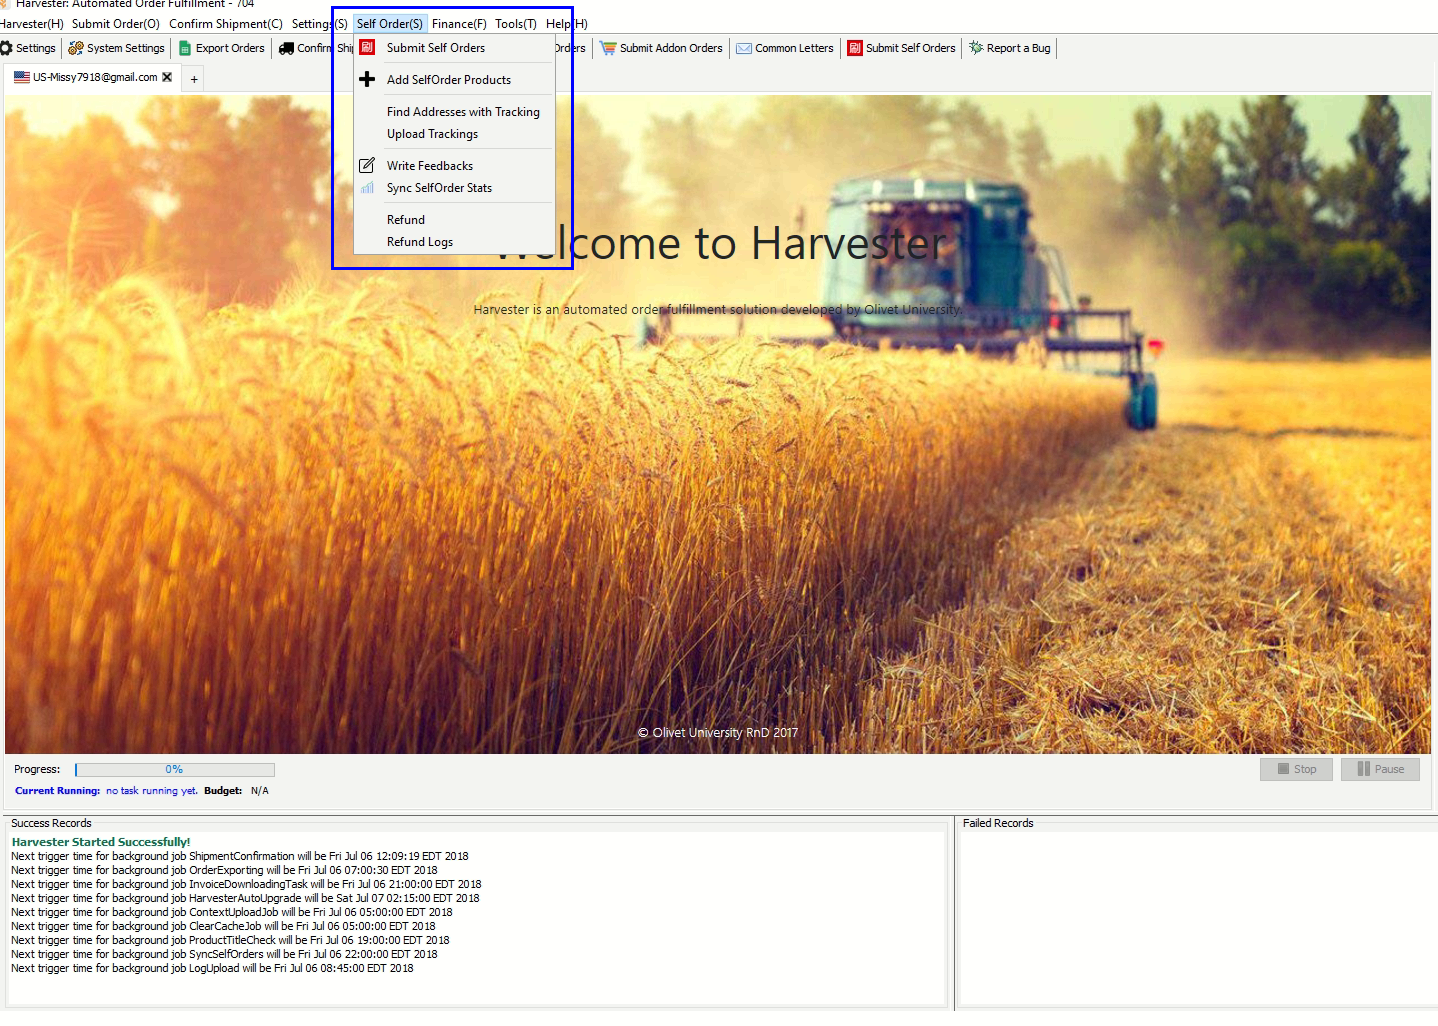 Harvester: Automated Order Fulfillment - 704
Harvester(H) Submit Order(O) Confirm Shipment(C) Settings(S) Self Order(S) Finance(F) Tools(T) Help(H)
Settings System Settings Export Orders Confirm Orders Submit Addon Orders Common Letters 刷 Submit Self Orders Report a Bug
US-Missy7918@gmail.com +
刷 Submit Self Orders
Add SelfOrder Products
Find Addresses with Tracking
Upload Trackings
Write Feedbacks
Sync SelfOrder Stats
Refund
Refund Logs
Welcome to Harvester
Harvester is an automated order fulfillment solution developed by Olivet University.
© Olivet University RnD 2017
Progress: 0% Stop Pause
Current Running: no task running yet. Budget: N/A
Success Records
Failed Records
Harvester Started Successfully!
Next trigger time for background job ShipmentConfirmation will be Fri Jul 06 12:09:19 EDT 2018
Next trigger time for background job OrderExporting will be Fri Jul 06 07:00:30 EDT 2018
Next trigger time for background job InvoiceDownloadingTask will be Fri Jul 06 21:00:00 EDT 2018
Next trigger time for background job HarvesterAutoUpgrade will be Sat Jul 07 02:15:00 EDT 2018
Next trigger time for background job ContextUploadJob will be Fri Jul 06 05:00:00 EDT 2018
Next trigger time for background job ClearCacheJob will be Fri Jul 06 05:00:00 EDT 2018
Next trigger time for background job ProductTitleCheck will be Fri Jul 06 19:00:00 EDT 2018
Next trigger time for background job SyncSelfOrders will be Fri Jul 06 22:00:00 EDT 2018
Next trigger time for background job LogUpload will be Fri Jul 06 08:45:00 EDT 2018